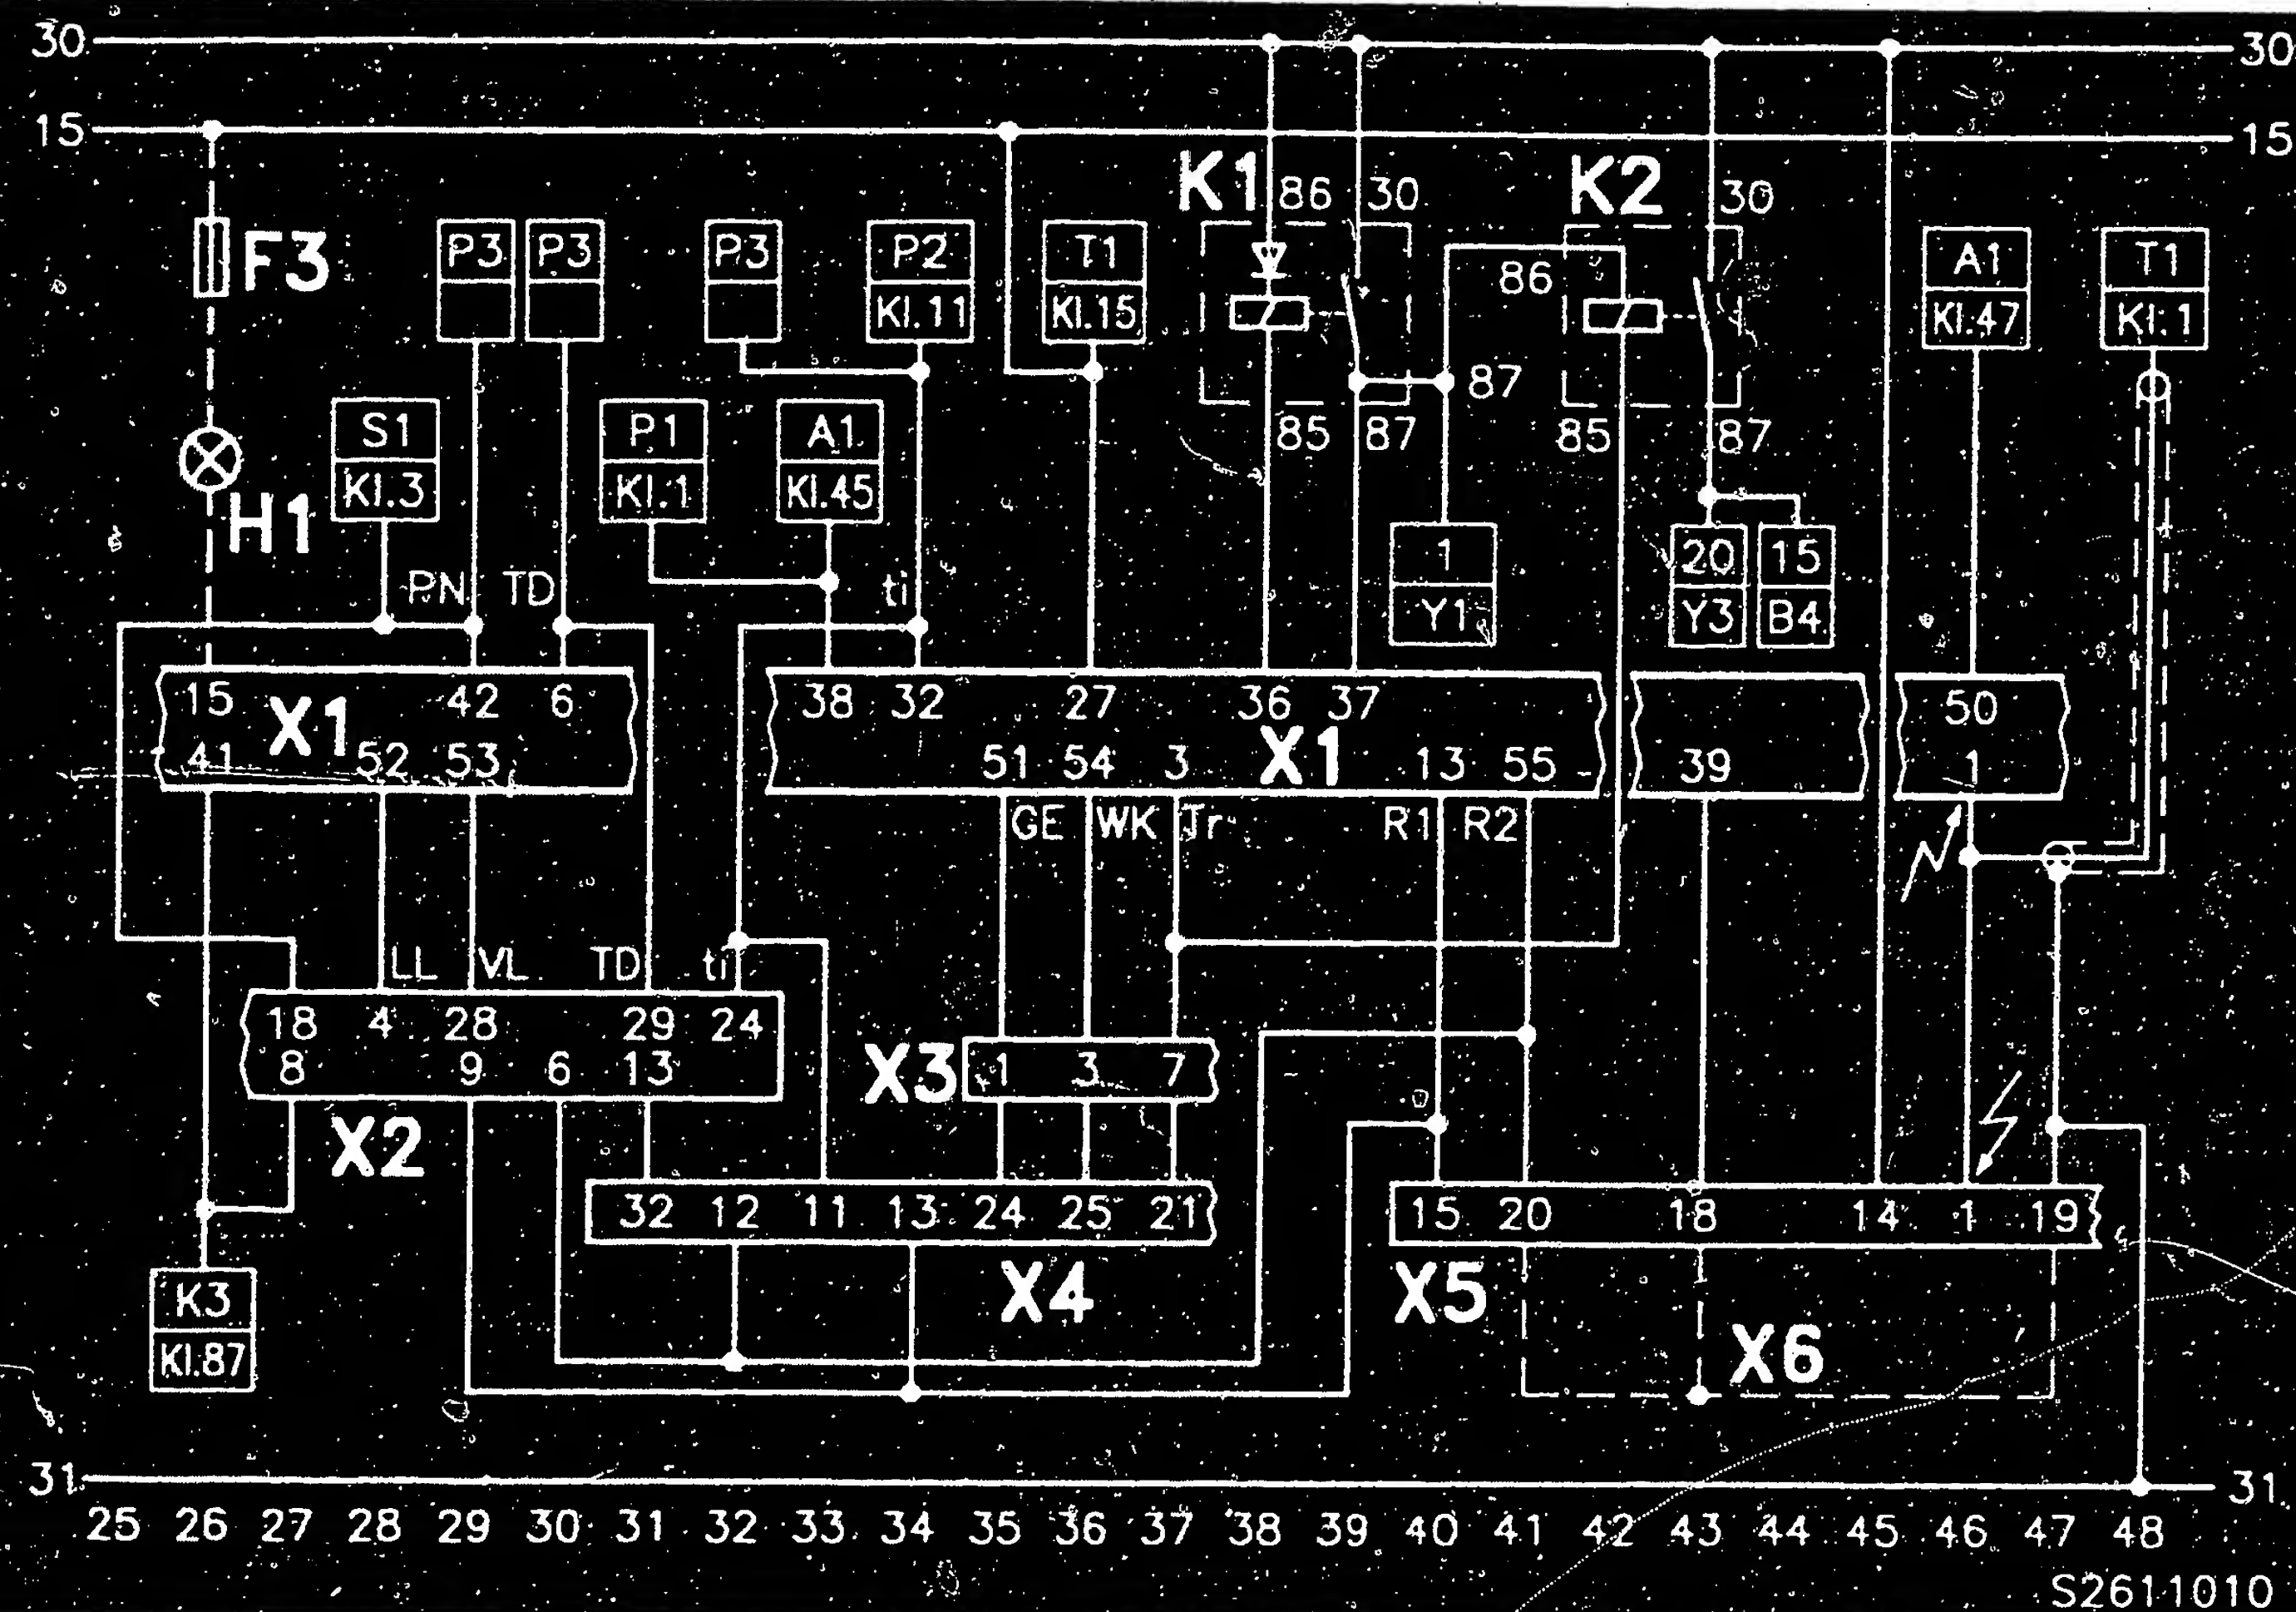 30 30
15 15
K1 86 30 K2 30
F3 P3 P3 P3 P2 T1 86 A1 T1
Kl.11 Kl.15 Kl.47 Kl.1
87
S1 P1 A1 85 87 85 87
Kl.3 Kl.1 Kl.45
H1 1 20 15
PN TD ti Y1 Y3 B4
15 42 6 38 32 27 36 37 50
X1 X1
41 52 53 51 54 3 13 55 39 1
GE WK Jr R1 R2
LL VL TD ti
18 4 28 29 24
8 9 6 13 X3 1 3 7
X2
32 12 11 13 24 25 21 15 20 18 14 1 19
K3 X4 X5
Kl.87 X6
31 31
25 26 27 28 29 30 31 32 33 34 35 36 37 38 39 40 41 42 43 44 45 46 47 48
S2611010